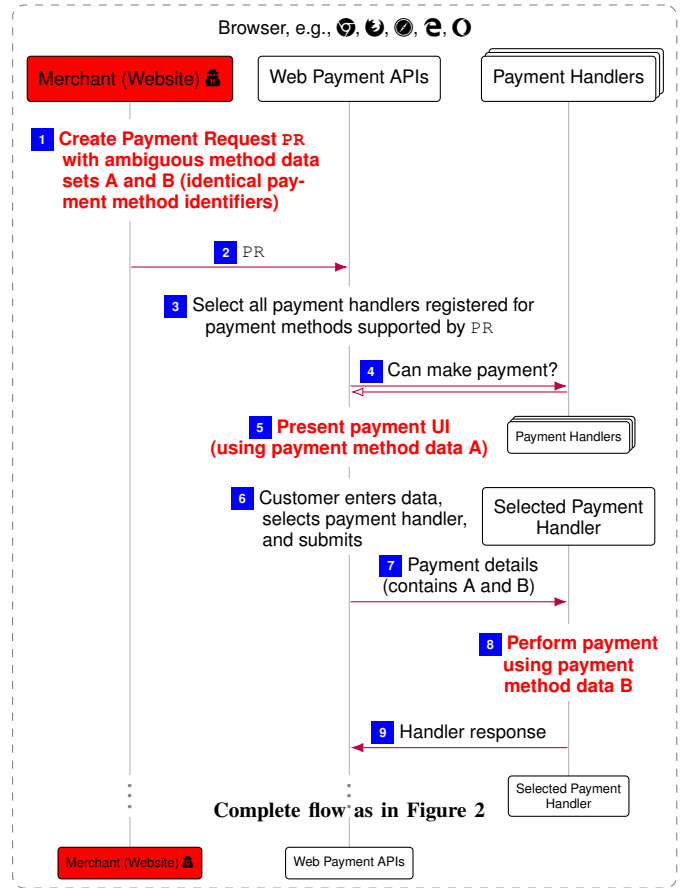 Browser, e.g., , , , ,
Merchant (Website)
Web Payment APIs
Payment Handlers
1 Create Payment Request PR
with ambiguous method data
sets A and B (identical pay-
ment method identifiers)
2 PR
3 Select all payment handlers registered for
payment methods supported by PR
4 Can make payment?
5 Present payment UI
(using payment method data A)
Payment Handlers
6 Customer enters data,
selects payment handler,
and submits
Selected Payment
Handler
7 Payment details
(contains A and B)
8 Perform payment
using payment
method data B
9 Handler response
Complete flow as in Figure 2
Selected Payment
Handler
Merchant (Website)
Web Payment APIs